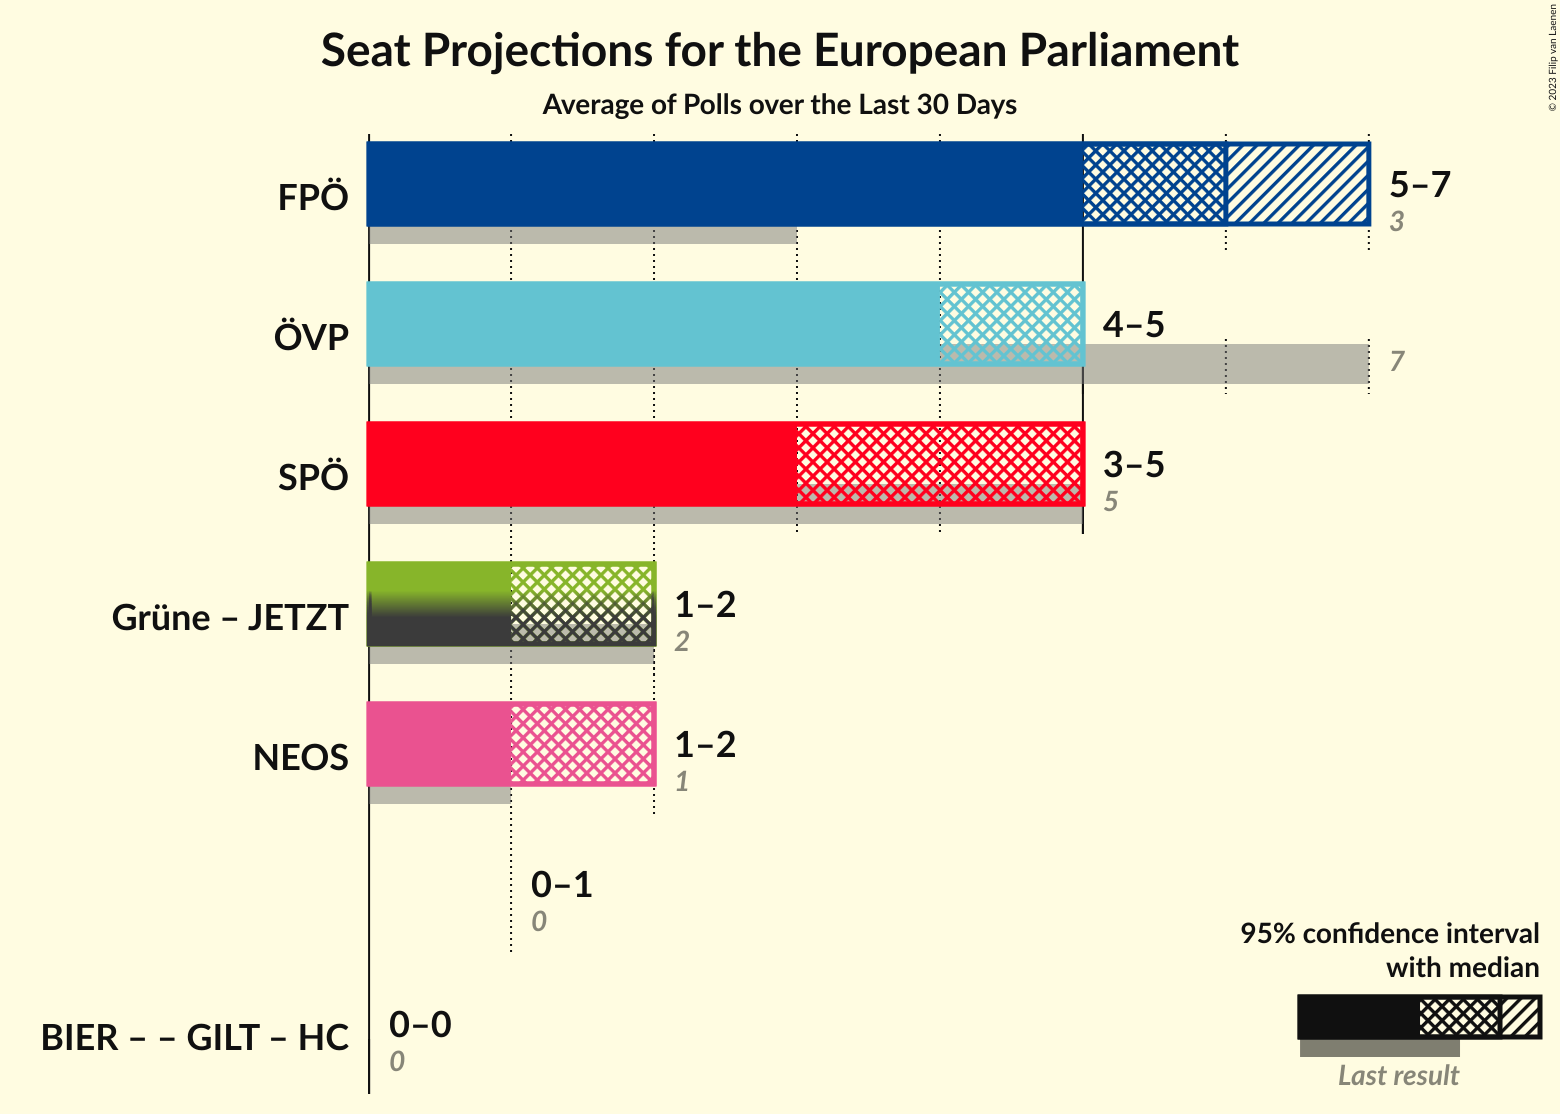 Seat Projections for the European Parliament
Average of Polls over the Last 30 Days
© 2023 Filip van Laenen
FPÖ
5–7
3
ÖVP
4–5
7
SPÖ
3–5
5
Grüne – JETZT
1–2
2
NEOS
1–2
1
0–1
0
BIER – – GILT – HC
0–0
0
95% confidence interval
with median
Last result